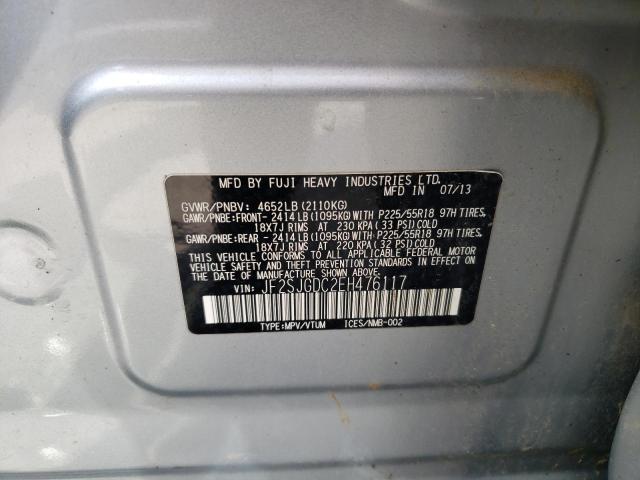 MFD BY FUJI HEAVY INDUSTRIES LTD.
MFD IN 07/13
GVWR/PNBV: 4652LB (2110KG)
GAWR/PNBE:FRONT- 2414LB (1095KG) WITH P225/55R18 97H TIRES,
18X7J RIMS AT 230 KPA (33 PSI) COLD
GAWR/PNBE:REAR - 2414LB (1095KG) WITH P225/55R18 97H TIRES,
18X7J RIMS AT 220 KPA (32 PSI) COLD
THIS VEHICLE CONFORMS TO ALL APPLICABLE FEDERAL MOTOR
VEHICLE SAFETY, BUMPER, AND THEFT PREVENTION STANDARDS
IN EFFECT ON THE DATE OF MANUFACTURE SHOWN ABOVE.
VIN: JF2SJGDC2EH476117
TYPE:MPV/VTUM ICES/NMB-002